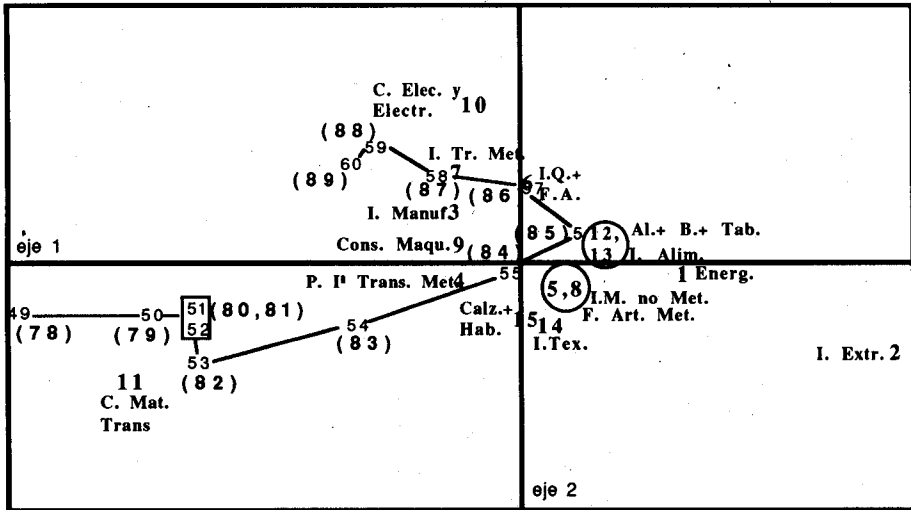 C. Elec. y
Electr. 10
(88) 59
60
(89)
I. Tr. Met.
58 7
(87)
(86
I.Q.+
F.A.
I. Manuf 3
(85) 5
12, Al.+ B.+ Tab.
13 I. Alim.
eje 1
Cons. Maqu. 9 (84)
P. Iª Trans. Met. 4
55
1 Energ.
5,8 I.M. no Met.
F. Art. Met.
49
(78)
50
(79)
51 (80,81)
52
54
(83)
Calz.+
Hab.
15 14
I.Tex.
53
(82)
I. Extr. 2
11
C. Mat.
Trans
eje 2